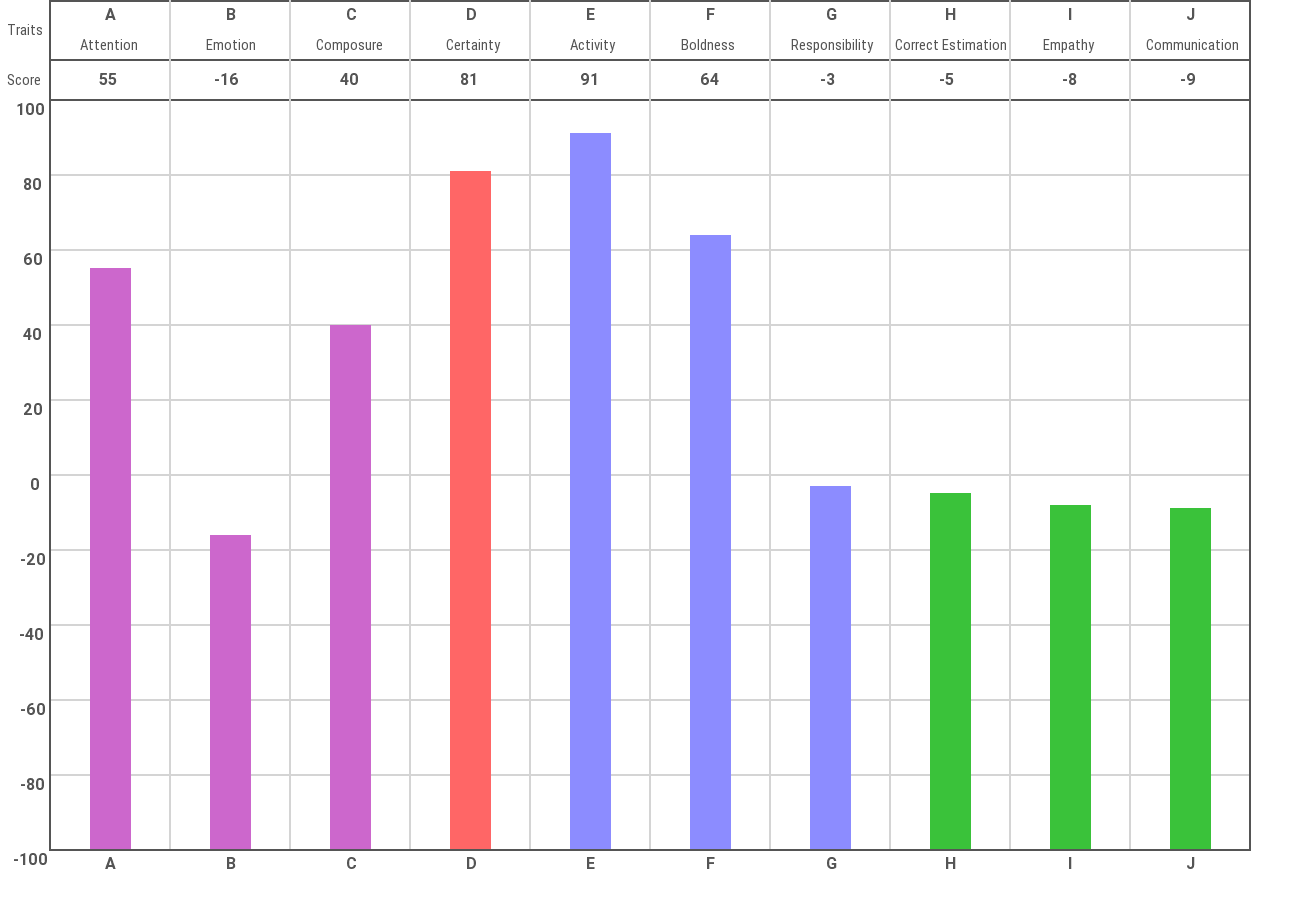 Traits
A B C D E F G H I J
Attention Emotion Composure Certainty Activity Boldness Responsibility Correct Estimation Empathy Communication
Score 55 -16 40 81 91 64 -3 -5 -8 -9
100
80
60
40
20
0
-20
-40
-60
-80
-100
A B C D E F G H I J